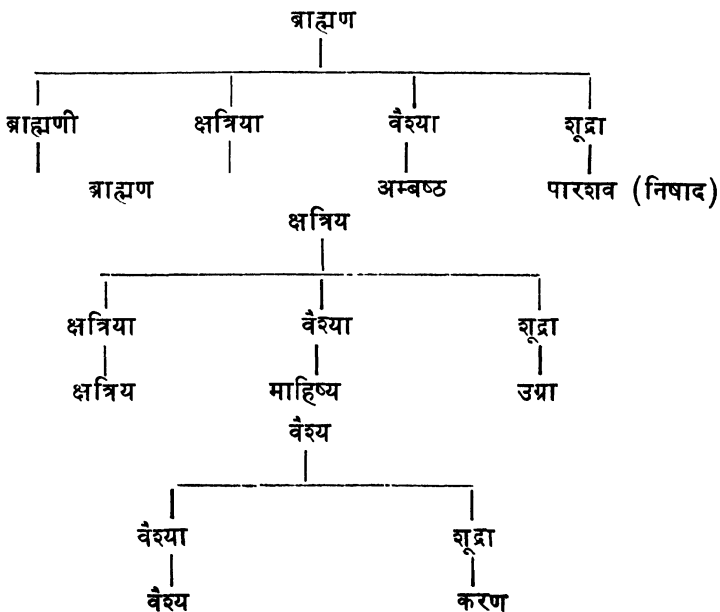 ब्राह्मण
ब्राह्मणी क्षत्रिया वैश्या शूद्रा
ब्राह्मण अम्बष्ठ पारशव (निषाद)
क्षत्रिय
क्षत्रिया वैश्या शूद्रा
क्षत्रिय माहिष्य उग्रा
वैश्य
वैश्या शूद्रा
वैश्य करण